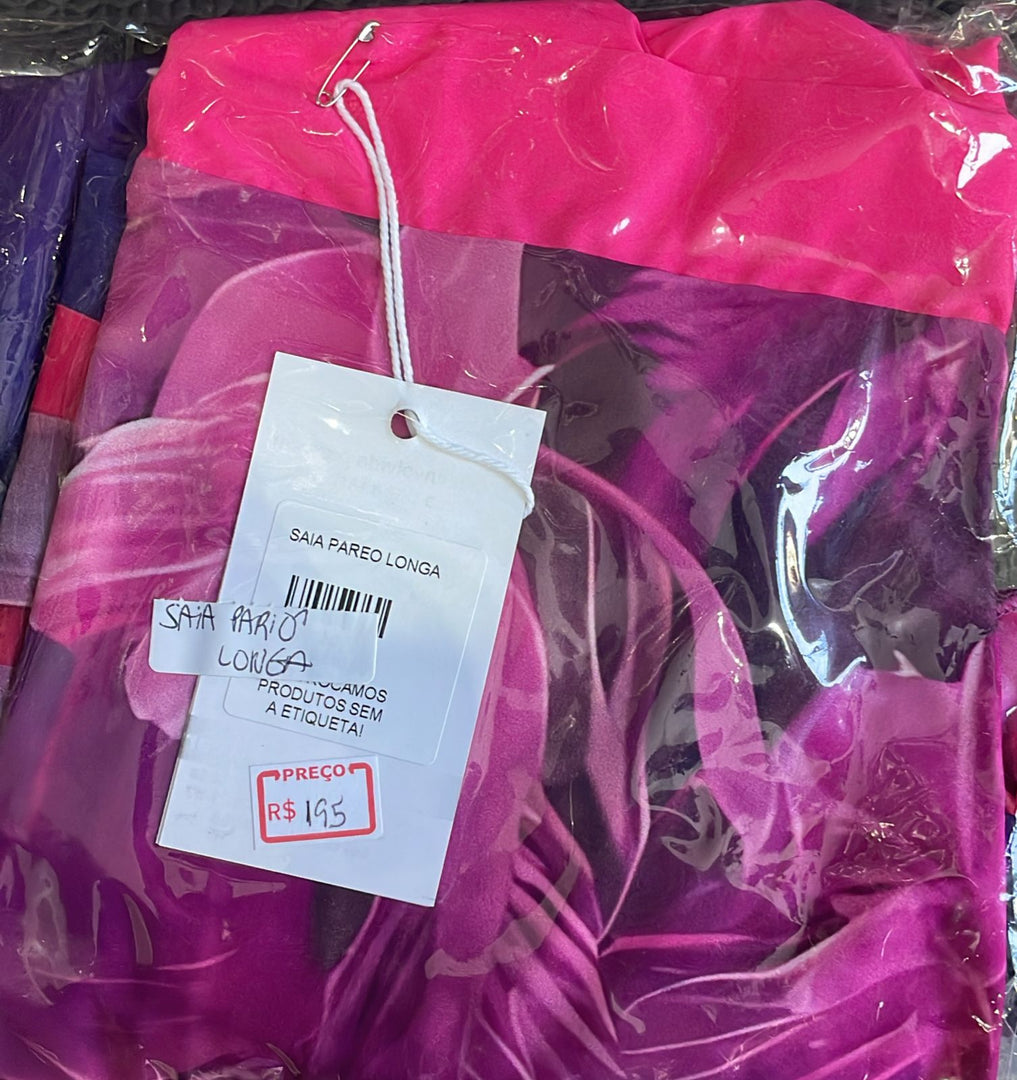 SAIA PAREO LONGA
SAiA PARiO
LONGA
PRODUTOS SEM
A ETIQUETA!
PREÇO
R$ 195